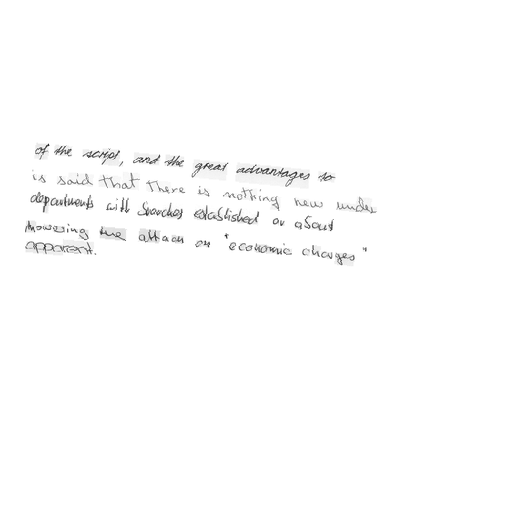 of the script, and the great advantages to
is said that there is nothing new under
departments with branches established or about
the attack on "economic charges"
apparent.